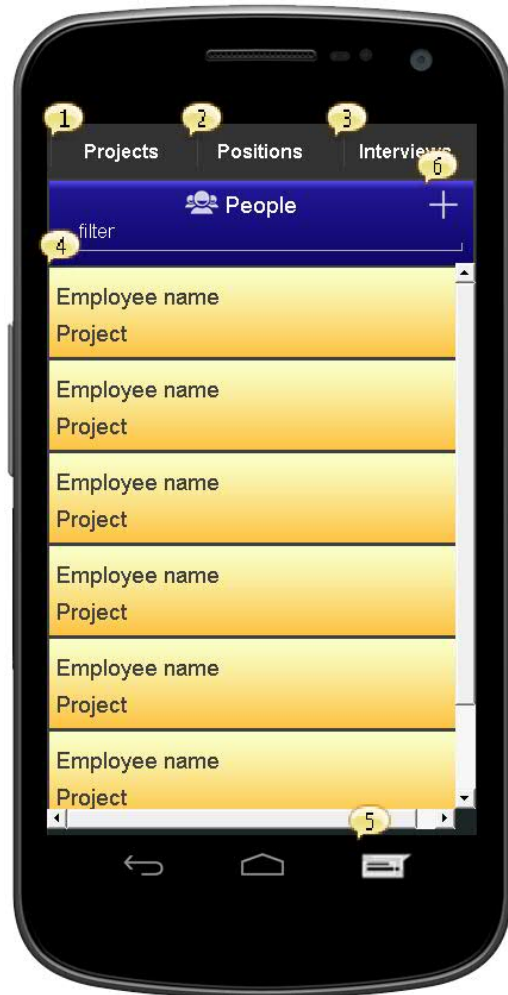 1 2 3
Projects Positions Interviews
6
People
filter
4
Employee name
Project
Employee name
Project
Employee name
Project
Employee name
Project
Employee name
Project
Employee name
Project
5